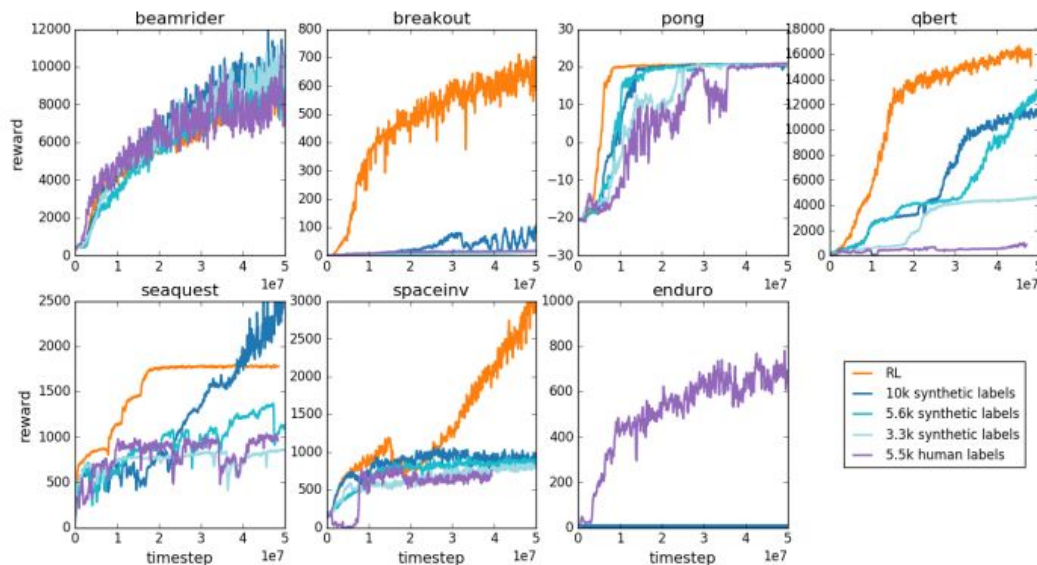 beamrider
breakout
pong
qbert
reward
12000
10000
8000
6000
4000
2000
0
0 1 2 3 4 5
1e7
800
700
600
500
400
300
200
100
0
0 1 2 3 4 5
1e7
30
20
10
0
−10
−20
−30
0 1 2 3 4 5
1e7
18000
16000
14000
12000
10000
8000
6000
4000
2000
0
0 1 2 3 4 5
1e7
seaquest
spaceinv
enduro
reward
2500
2000
1500
1000
500
0
0 1 2 3 4 5
1e7
timestep
3000
2500
2000
1500
1000
500
0
0 1 2 3 4 5
1e7
timestep
1000
800
600
400
200
0
0 1 2 3 4 5
1e7
timestep
RL
10k synthetic labels
5.6k synthetic labels
3.3k synthetic labels
5.5k human labels